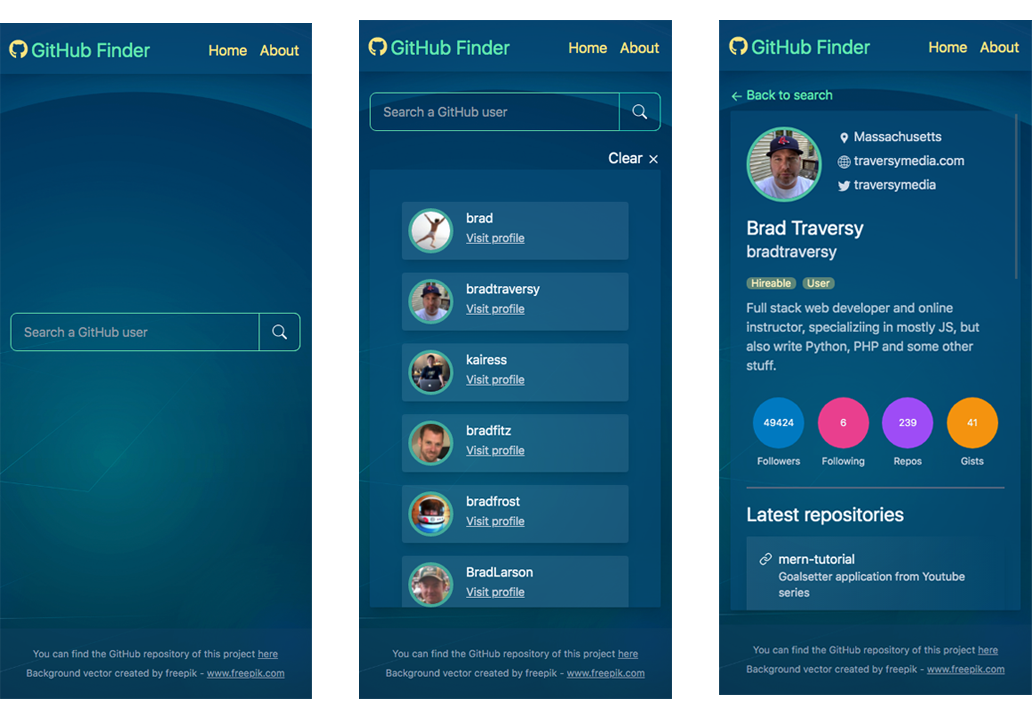 GitHub Finder Home About
Search a GitHub user
You can find the GitHub repository of this project here
Background vector created by freepik - www.freepik.com
GitHub Finder Home About
Search a GitHub user
Clear ×
brad
Visit profile
bradtraversy
Visit profile
kairess
Visit profile
bradfitz
Visit profile
bradfrost
Visit profile
BradLarson
Visit profile
You can find the GitHub repository of this project here
Background vector created by freepik - www.freepik.com
GitHub Finder Home About
← Back to search
Massachusetts
traversymedia.com
traversymedia
Brad Traversy
bradtraversy
Hireable User
Full stack web developer and online
instructor, specializiing in mostly JS, but
also write Python, PHP and some other
stuff.
49424 6 239 41
Followers Following Repos Gists
Latest repositories
mern-tutorial
Goalsetter application from Youtube
series
You can find the GitHub repository of this project here
Background vector created by freepik - www.freepik.com